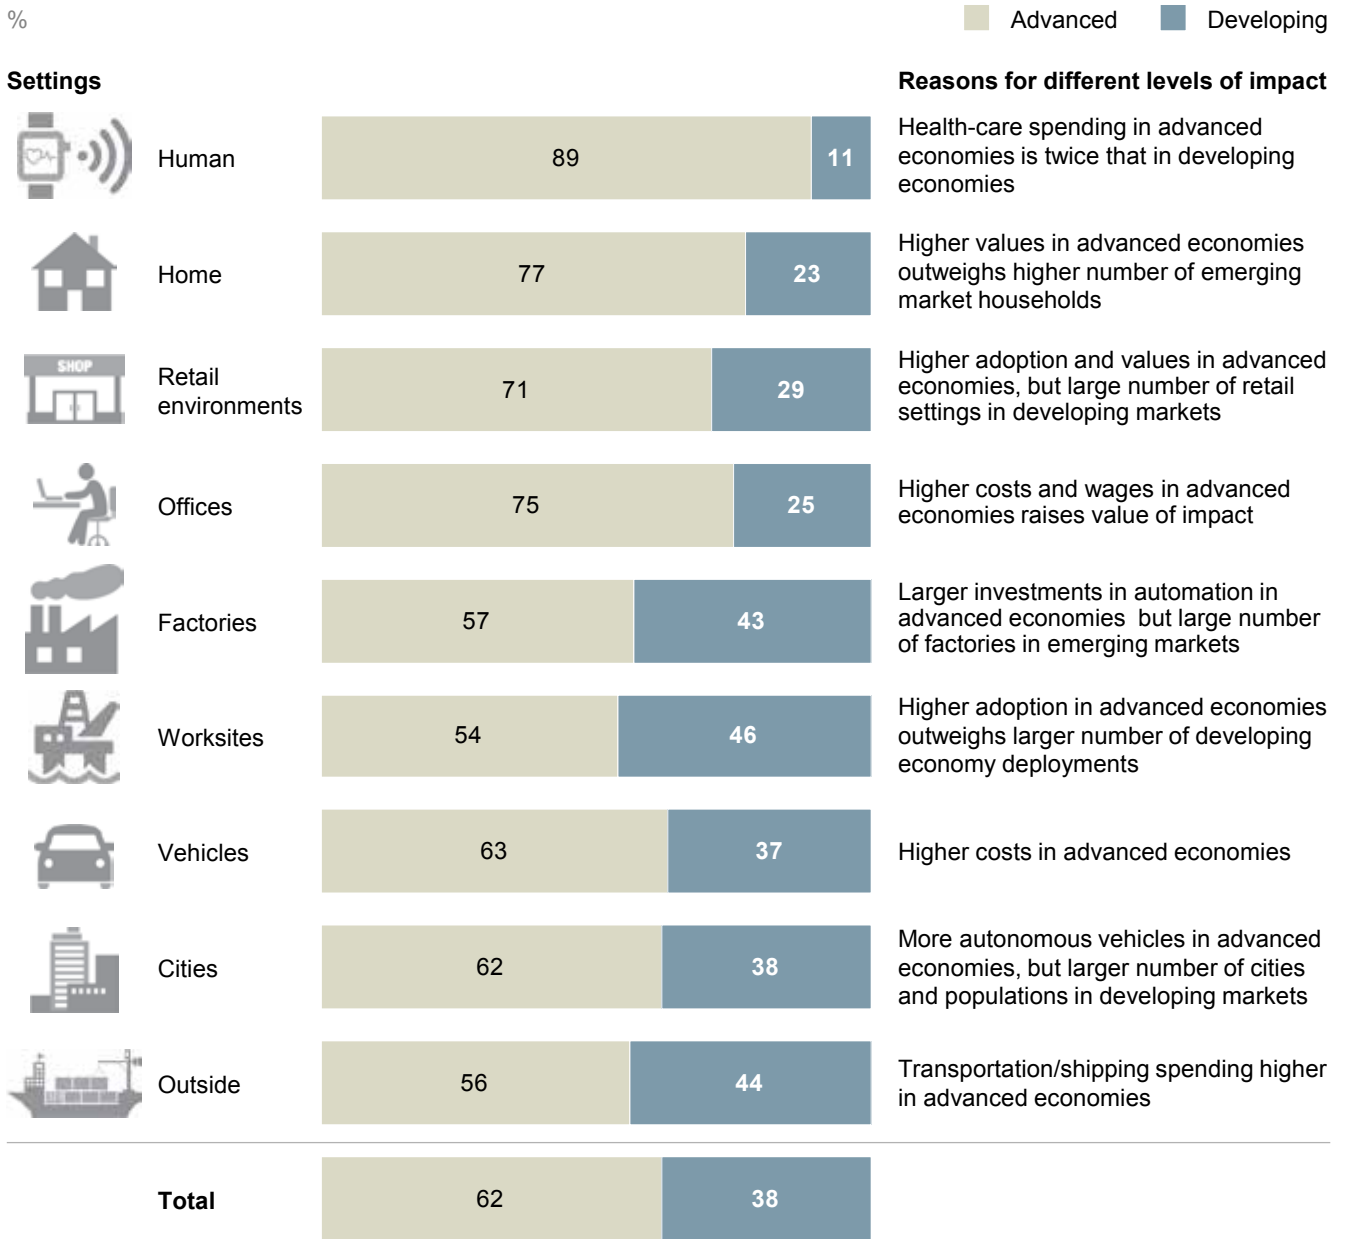 %
Advanced
Developing
Settings
Reasons for different levels of impact
Human
89
11
Health-care spending in advanced
economies is twice that in developing
economies
Home
77
23
Higher values in advanced economies
outweighs higher number of emerging
market households
SHOP
Retail
environments
71
29
Higher adoption and values in advanced
economies, but large number of retail
settings in developing markets
Offices
75
25
Higher costs and wages in advanced
economies raises value of impact
Factories
57
43
Larger investments in automation in
advanced economies  but large number
of factories in emerging markets
Worksites
54
46
Higher adoption in advanced economies
outweighs larger number of developing
economy deployments
Vehicles
63
37
Higher costs in advanced economies
Cities
62
38
More autonomous vehicles in advanced
economies, but larger number of cities
and populations in developing markets
Outside
56
44
Transportation/shipping spending higher
in advanced economies
Total
62
38